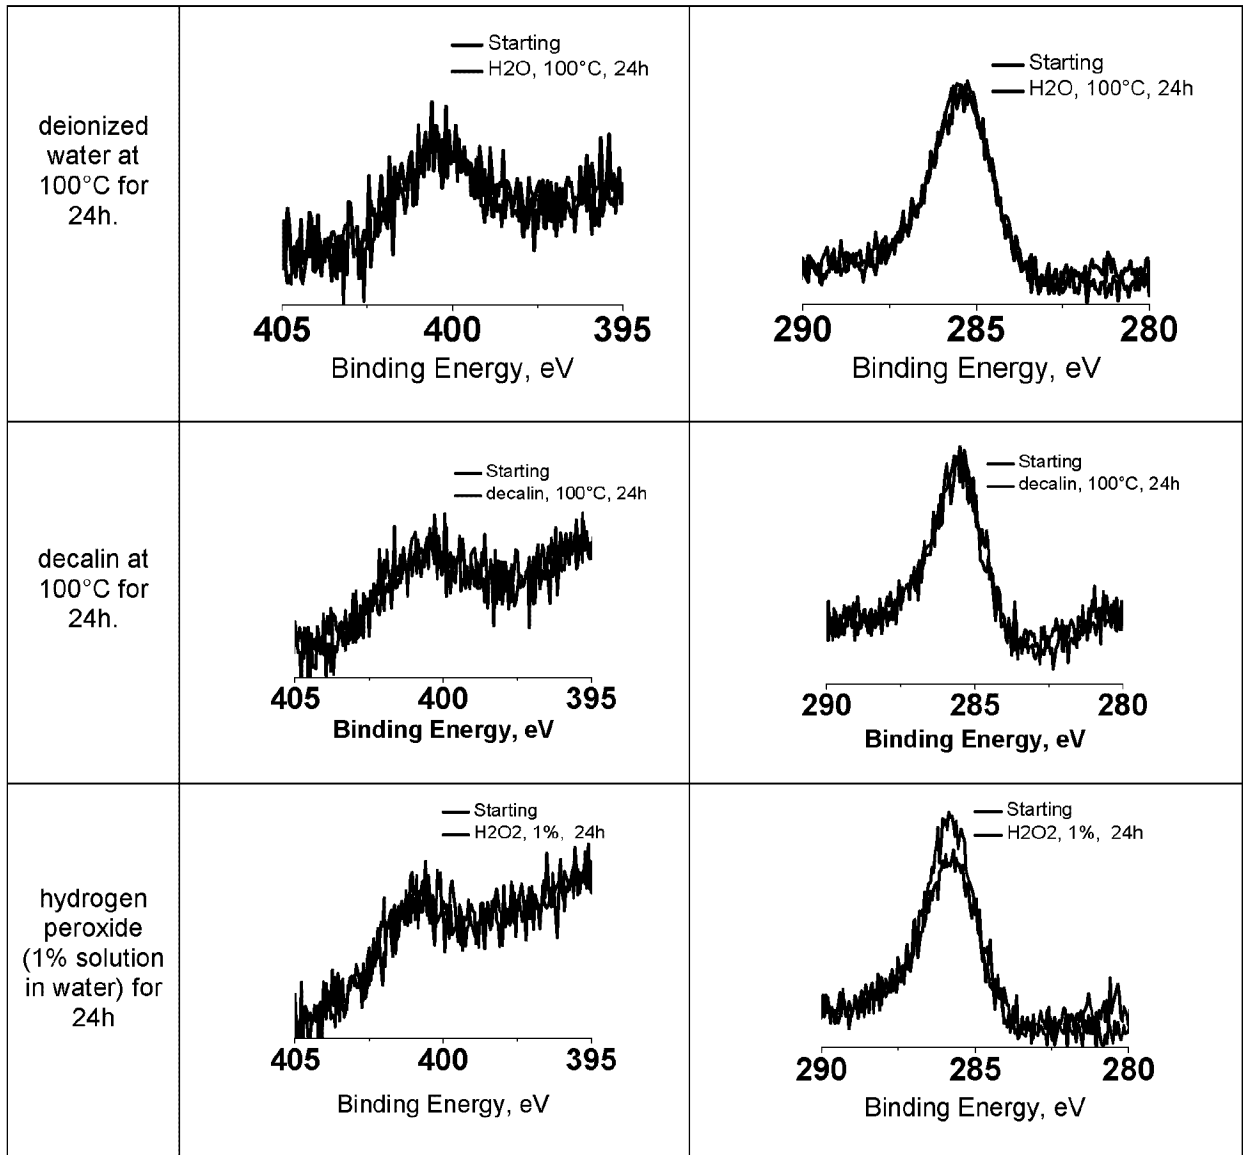 deionized
water at
100°C for
24h.
Starting
H2O, 100°C, 24h
405 400 395
Binding Energy, eV
Starting
H2O, 100°C, 24h
290 285 280
Binding Energy, eV
decalin at
100°C for
24h.
Starting
decalin, 100°C, 24h
405 400 395
Binding Energy, eV
Starting
decalin, 100°C, 24h
290 285 280
Binding Energy, eV
hydrogen
peroxide
(1% solution
in water) for
24h
Starting
H2O2, 1%, 24h
405 400 395
Binding Energy, eV
Starting
H2O2, 1%, 24h
290 285 280
Binding Energy, eV